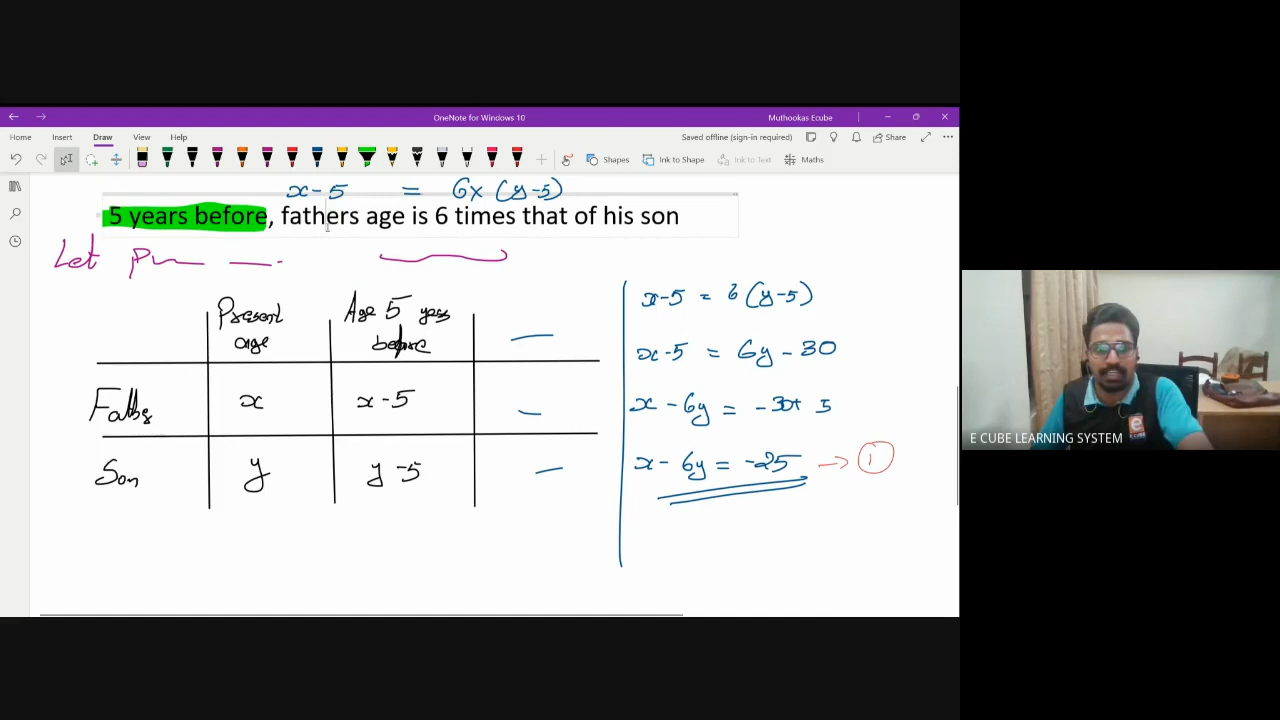 OneNote for Windows 10
Muthookas Ecube
Home Insert Draw View Help
Saved offline (sign-in required) Share
Shapes Ink to Shape Ink to Text Maths
x-5 = 6x (y-5)
5 years before, fathers age is 6 times that of his son
Let
Present age
Age 5 years before
Father x x-5
Son y y-5
x-5 = 6 (y-5)
x-5 = 6y - 30
x - 6y = -30+5
x - 6y = -25 → 1
E CUBE LEARNING SYSTEM